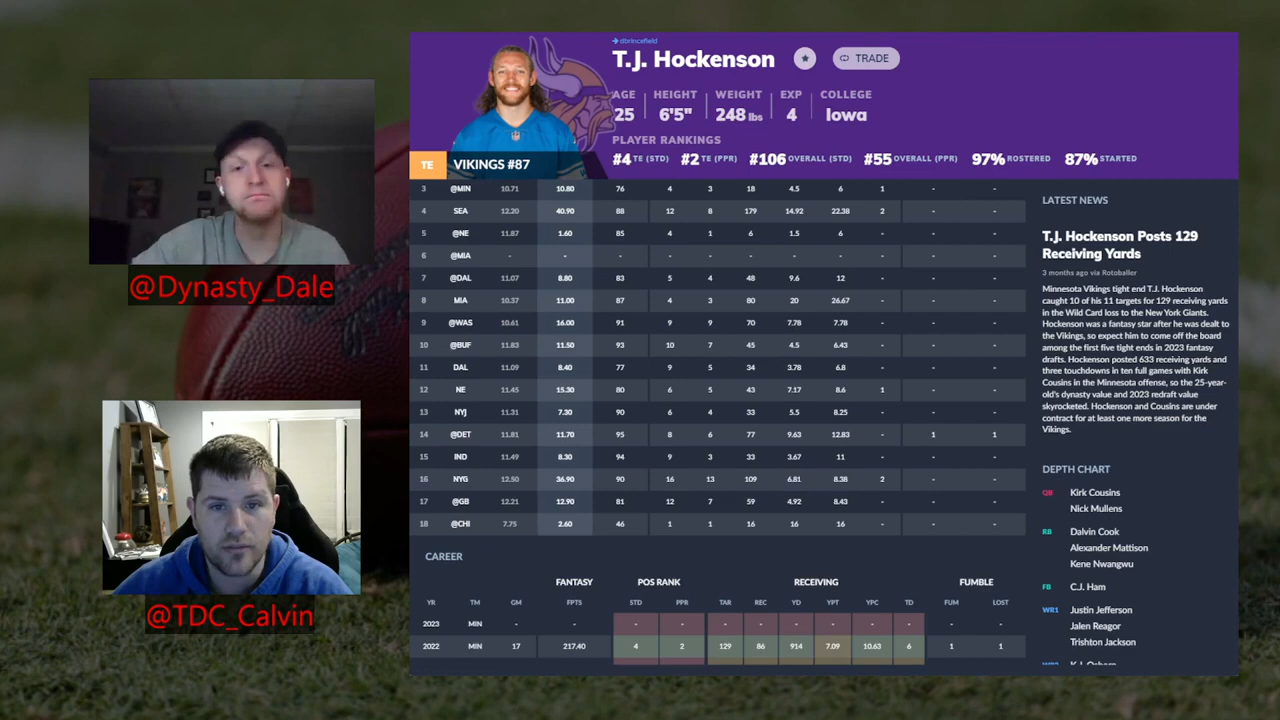 @Dynasty_Dale
@TDC_Calvin
dbrincefield
T.J. Hockenson
TRADE
AGE HEIGHT WEIGHT EXP COLLEGE
25 6'5" 248 lbs 4 Iowa
PLAYER RANKINGS
#4 TE (STD) #2 TE (PPR) #106 OVERALL (STD) #55 OVERALL (PPR) 97% ROSTERED 87% STARTED
TE VIKINGS #87
3 @MIN 10.71 10.80 76 4 3 18 4.5 6 1 - -
4 SEA 12.20 40.90 88 12 8 179 14.92 22.38 2 - -
5 @NE 11.87 1.60 85 4 1 6 1.5 6 - - -
6 @MIA - - - - - - - - - - -
7 @DAL 11.07 8.80 83 5 4 48 9.6 12 - - -
8 MIA 10.37 11.00 87 4 3 80 20 26.67 - - -
9 @WAS 10.61 16.00 91 9 9 70 7.78 7.78 - - -
10 @BUF 11.83 11.50 93 10 7 45 4.5 6.43 - - -
11 DAL 11.09 8.40 77 9 5 34 3.78 6.8 - - -
12 NE 11.45 15.30 80 6 5 43 7.17 8.6 1 - -
13 NYJ 11.31 7.30 90 6 4 33 5.5 8.25 - - -
14 @DET 11.81 11.70 95 8 6 77 9.63 12.83 - 1 1
15 IND 11.49 8.30 94 9 3 33 3.67 11 - - -
16 NYG 12.50 36.90 90 16 13 109 6.81 8.38 2 - -
17 @GB 12.21 12.90 81 12 7 59 4.92 8.43 - - -
18 @CHI 7.75 2.60 46 1 1 16 16 16 - - -
CAREER
FANTASY POS RANK RECEIVING FUMBLE
YR TM GM FPTS STD PPR TAR REC YD YPT YPC TD FUM LOST
2023 MIN - - - - - - - - - - - -
2022 MIN 17 217.40 4 2 129 86 914 7.09 10.63 6 1 1
LATEST NEWS
T.J. Hockenson Posts 129
Receiving Yards
3 months ago via Rotoballer
Minnesota Vikings tight end T.J. Hockenson
caught 10 of his 11 targets for 129 receiving yards
in the Wild Card loss to the New York Giants.
Hockenson was a fantasy star after he was dealt to
the Vikings, so expect him to come off the board
among the first five tight ends in 2023 fantasy
drafts. Hockenson posted 633 receiving yards and
three touchdowns in ten full games with Kirk
Cousins in the Minnesota offense, so the 25-year-
old's dynasty value and 2023 redraft value
skyrocketed. Hockenson and Cousins are under
contract for at least one more season for the
Vikings.
DEPTH CHART
QB Kirk Cousins
Nick Mullens
RB Dalvin Cook
Alexander Mattison
Kene Nwangwu
FB C.J. Ham
WR1 Justin Jefferson
Jalen Reagor
Trishton Jackson